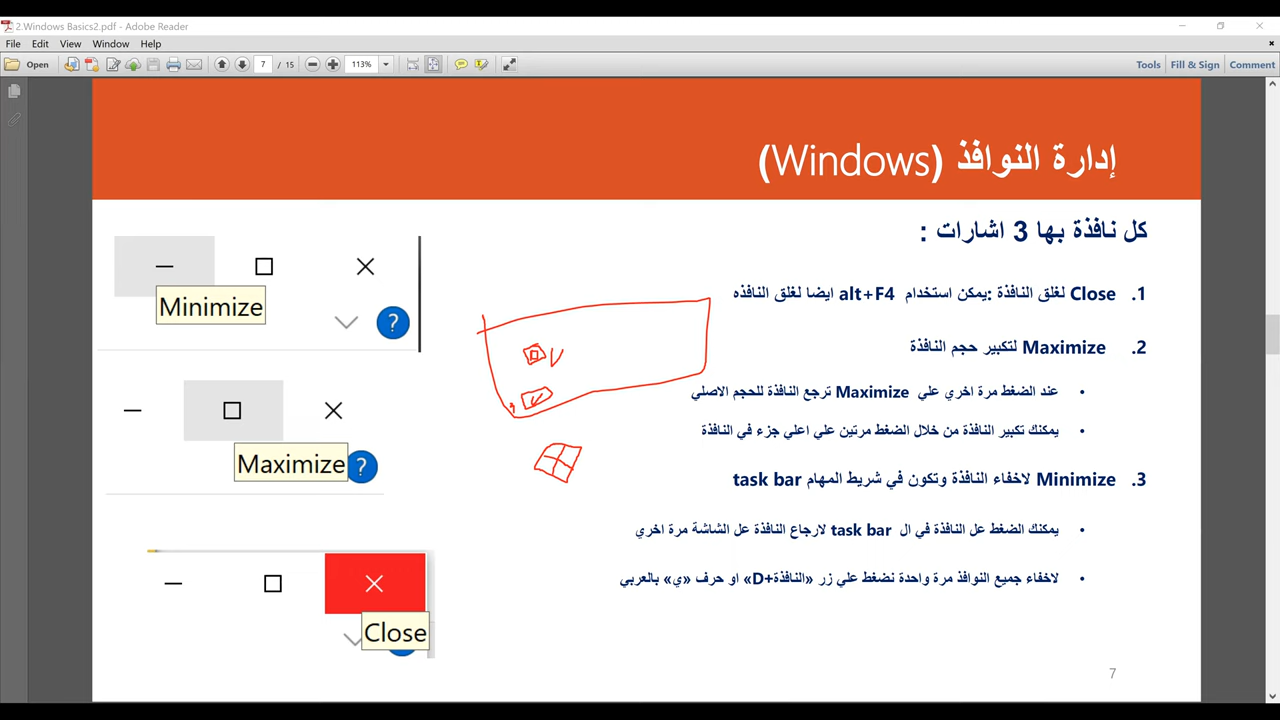 2.Windows Basics2.pdf - Adobe Reader
File Edit View Window Help
Open 7 / 15 113% Tools Fill & Sign Comment
إدارة النوافذ (Windows)
كل نافذة بها 3 اشارات :
1. Close لغلق النافذة :يمكن استخدام alt+F4 ايضا لغلق النافذه
2. Maximize لتكبير حجم النافذة
• عند الضغط مرة اخري علي Maximize ترجع النافذة للحجم الاصلي
• يمكنك تكبير النافذة من خلال الضغط مرتين علي اعلي جزء في النافذة
3. Minimize لاخفاء النافذة وتكون في شريط المهام task bar
• يمكنك الضغط عل النافذة في ال task bar لارجاع النافذة عل الشاشة مرة اخري
• لاخفاء جميع النوافذ مرة واحدة نضغط علي زر «النافذة+D» او حرف «ي» بالعربي
Minimize
?
Maximize
?
Close
7